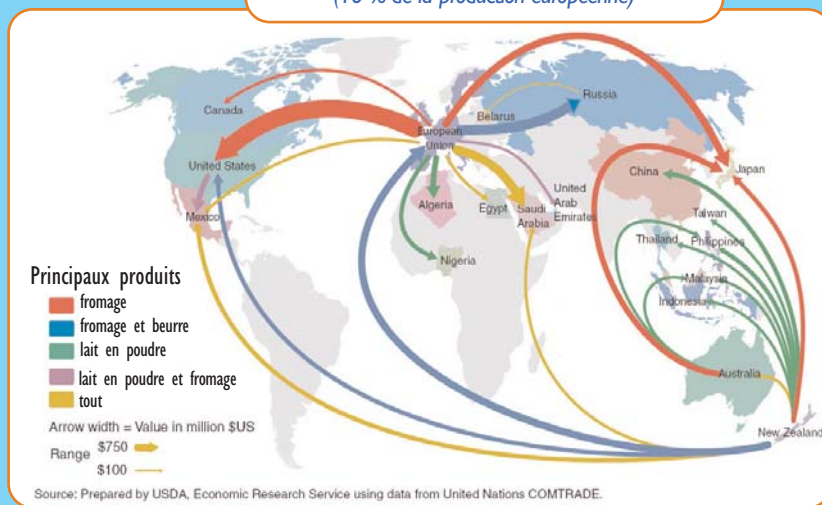 (10 % de la production européenne)
Canada
Russia
Belarus
European
Union
United States
China
Japan
Mexico
Algeria
Egypt
Saudi
Arabia
United
Arab
Emirates
Taiwan
Thailand
Philippines
Nigeria
Malaysia
Indonesia
Australia
New Zealand
Principaux produits
fromage
fromage et beurre
lait en poudre
lait en poudre et fromage
tout
Arrow width = Value in million $US
Range
$750
$100
Source: Prepared by USDA, Economic Research Service using data from United Nations COMTRADE.